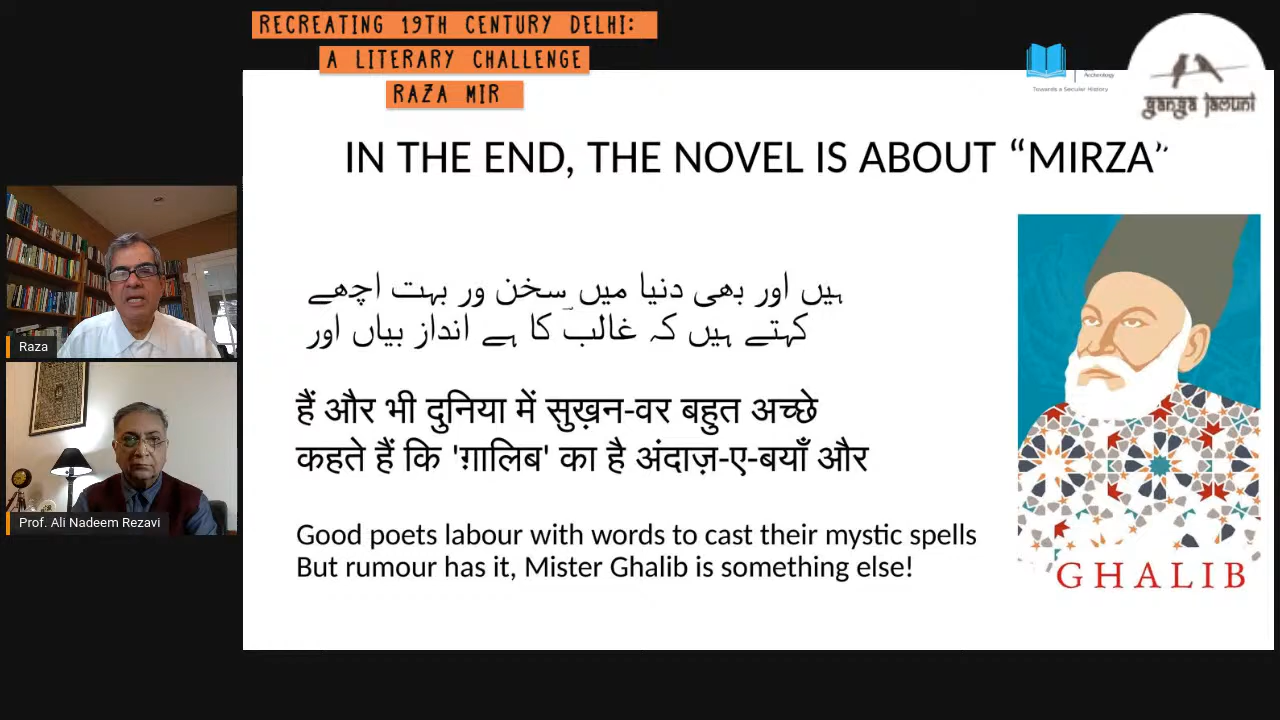 RECREATING 19TH CENTURY DELHI:
A LITERARY CHALLENGE
RAZA MIR
Archeology
Towards a Secular History
ganga jamuni
IN THE END, THE NOVEL IS ABOUT “MIRZA”
ہیں اور بھی دنیا میں سخن ور بہت اچھے
کہتے ہیں کہ غالبؔ کا ہے انداز بیاں اور
हैं और भी दुनिया में सुख़न-वर बहुत अच्छे
कहते हैं कि 'ग़ालिब' का है अंदाज़-ए-बयाँ और
Good poets labour with words to cast their mystic spells
But rumour has it, Mister Ghalib is something else!
GHALIB
Raza
Prof. Ali Nadeem Rezavi